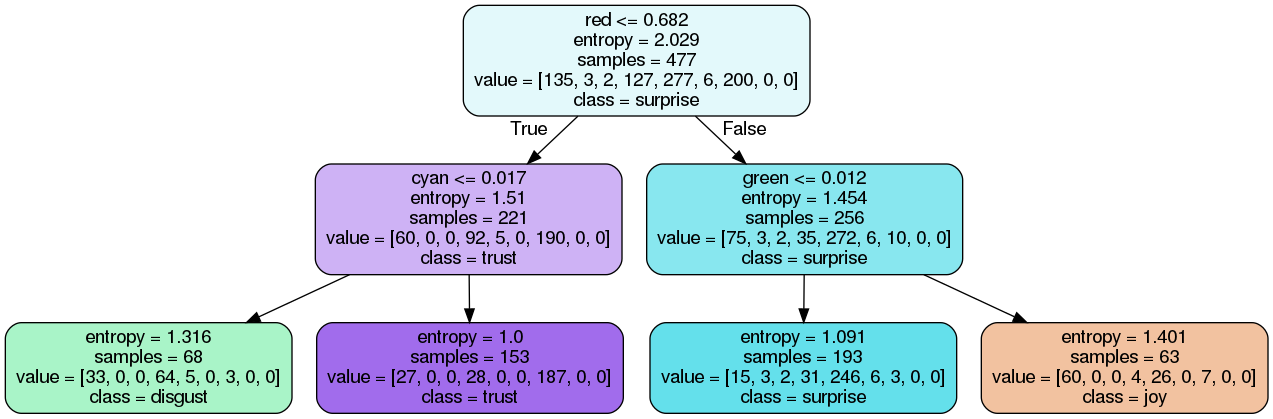 red <= 0.682
entropy = 2.029
samples = 477
value = [135, 3, 2, 127, 277, 6, 200, 0, 0]
class = surprise
True
False
cyan <= 0.017
entropy = 1.51
samples = 221
value = [60, 0, 0, 92, 5, 0, 190, 0, 0]
class = trust
green <= 0.012
entropy = 1.454
samples = 256
value = [75, 3, 2, 35, 272, 6, 10, 0, 0]
class = surprise
entropy = 1.316
samples = 68
value = [33, 0, 0, 64, 5, 0, 3, 0, 0]
class = disgust
entropy = 1.0
samples = 153
value = [27, 0, 0, 28, 0, 0, 187, 0, 0]
class = trust
entropy = 1.091
samples = 193
value = [15, 3, 2, 31, 246, 6, 3, 0, 0]
class = surprise
entropy = 1.401
samples = 63
value = [60, 0, 0, 4, 26, 0, 7, 0, 0]
class = joy